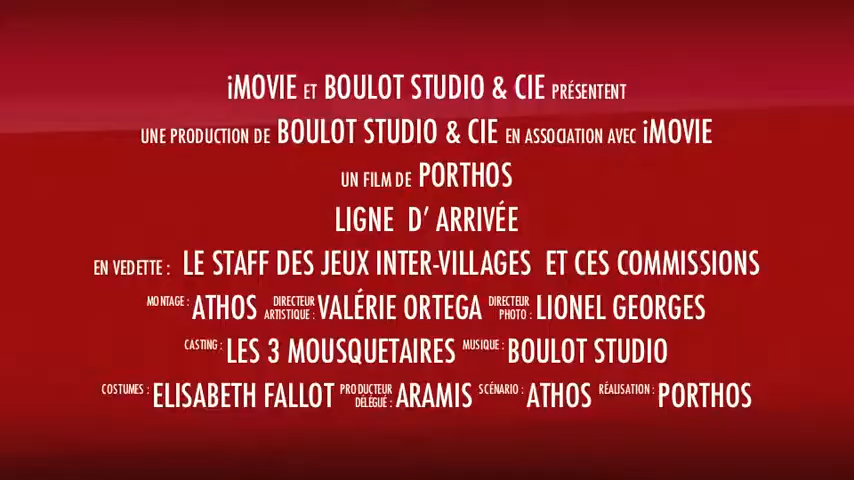 iMOVIE ET BOULOT STUDIO & CIE PRÉSENTENT
UNE PRODUCTION DE BOULOT STUDIO & CIE EN ASSOCIATION AVEC iMOVIE
UN FILM DE PORTHOS
LIGNE D' ARRIVÉE
EN VEDETTE : LE STAFF DES JEUX INTER-VILLAGES ET CES COMMISSIONS
MONTAGE : ATHOS DIRECTEUR ARTISTIQUE : VALÉRIE ORTEGA DIRECTEUR PHOTO : LIONEL GEORGES
CASTING : LES 3 MOUSQUETAIRES MUSIQUE : BOULOT STUDIO
COSTUMES : ELISABETH FALLOT PRODUCTEUR DÉLÉGUÉ : ARAMIS SCÉNARIO : ATHOS RÉALISATION : PORTHOS